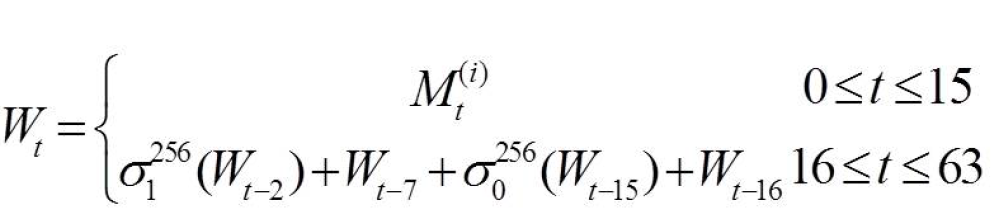 W_t = { M_t^{(i)} 0≤t≤15
σ_1^{256}(W_{t−2})+W_{t−7}+σ_0^{256}(W_{t−15})+W_{t−16} 16≤t≤63